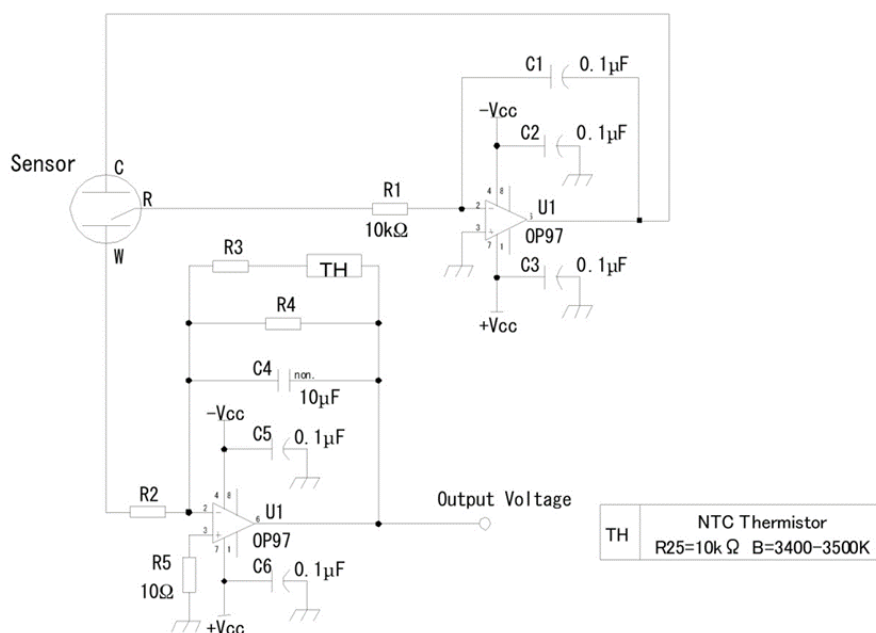 C1 0.1μF
-Vcc
C2 0.1μF
Sensor
C
R
W
R1
10kΩ
4 8
2
3
7 1
U1
OP97
C3 0.1μF
+Vcc
R3
TH
R4
C4 non.
10μF
-Vcc
C5 0.1μF
R2
4 8
2
3
7 1
6
U1
OP97
Output Voltage
R5
10Ω
C6 0.1μF
+Vcc
TH
NTC Thermistor
R25=10kΩ B=3400-3500K